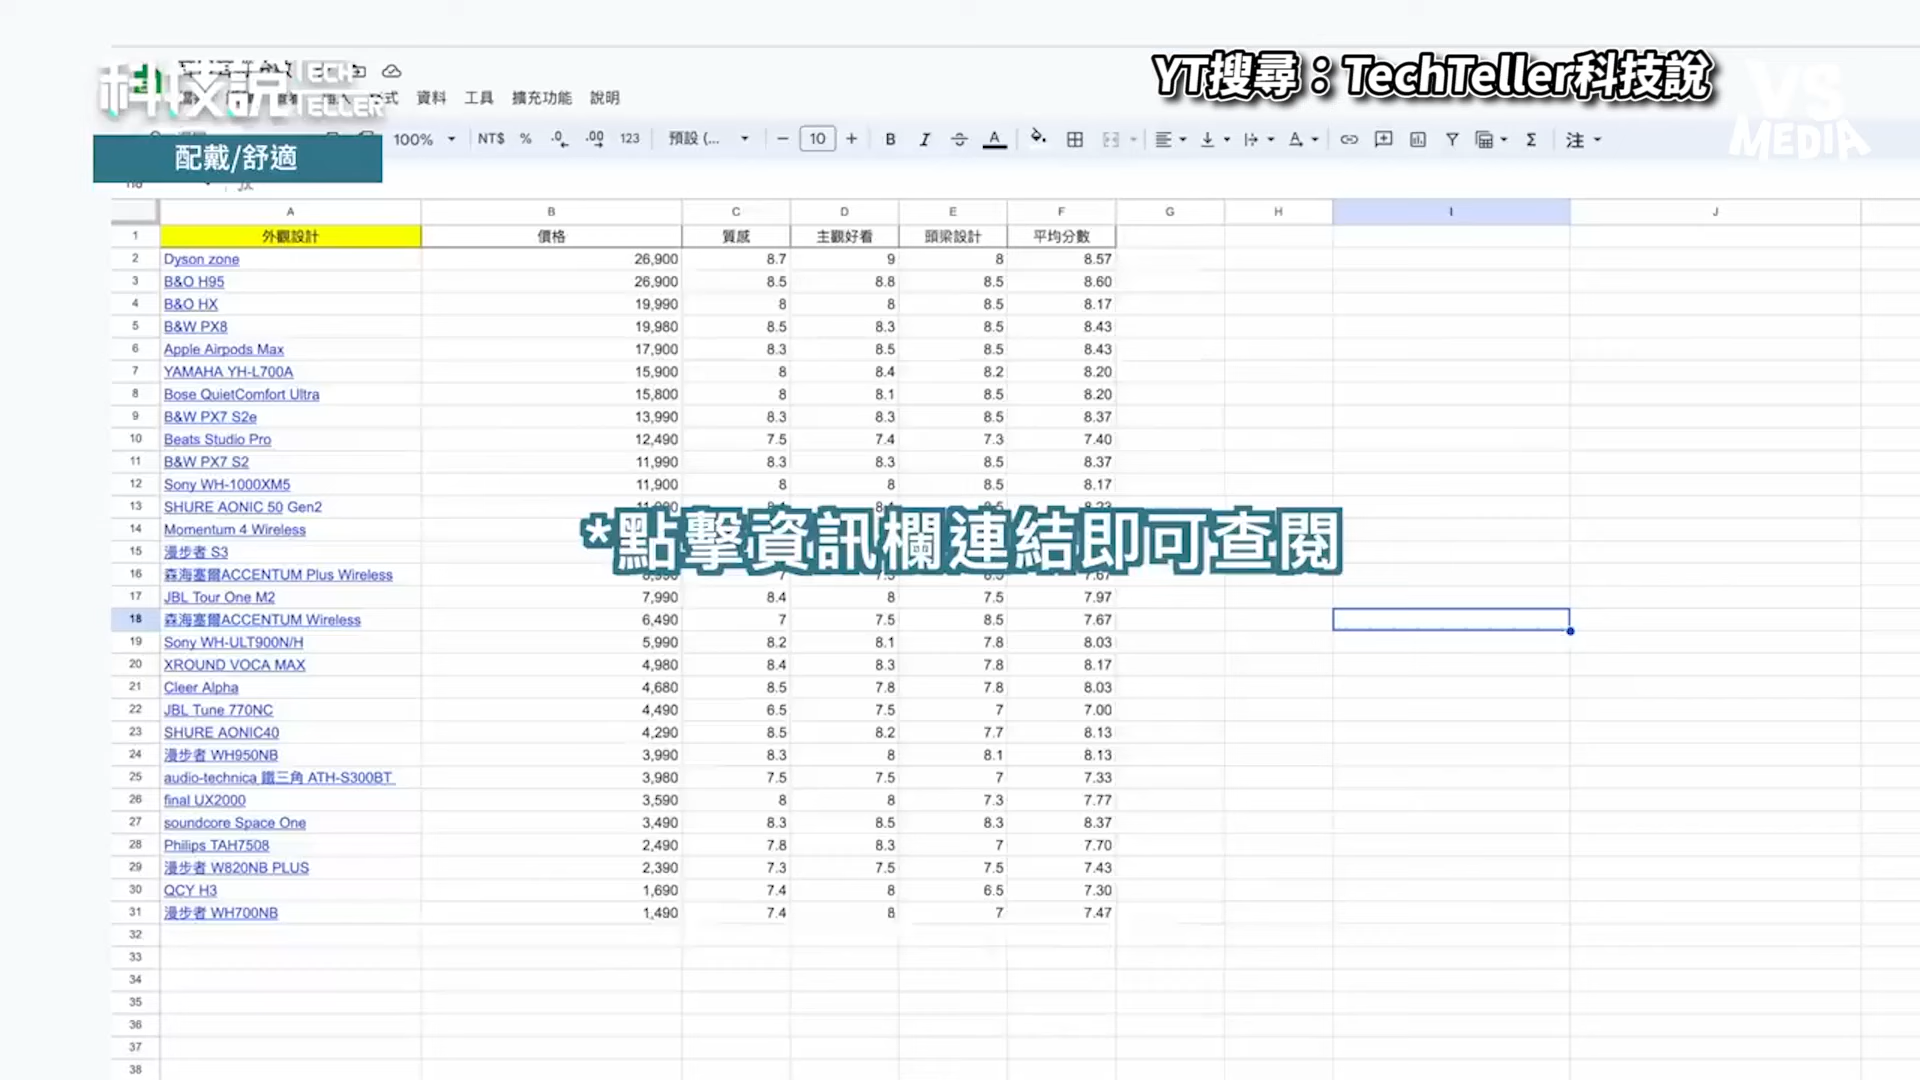 YT搜尋：TechTeller科技說
VS MEDIA
科技說 TECH TELLER
資料 工具 擴充功能 說明
配戴/舒適
100% NT$ % .0 .00 123 預設 (... 10 B I A Σ 注
A B C D E F G H I J
1 外觀設計 價格 質感 主觀好看 頭梁設計 平均分數
2 Dyson zone 26,900 8.7 9 8 8.57
3 B&O H95 26,900 8.5 8.8 8.5 8.60
4 B&O HX 19,990 8 8 8.5 8.17
5 B&W PX8 19,980 8.5 8.3 8.5 8.43
6 Apple Airpods Max 17,900 8.3 8.5 8.5 8.43
7 YAMAHA YH-L700A 15,900 8 8.4 8.2 8.20
8 Bose QuietComfort Ultra 15,800 8 8.1 8.5 8.20
9 B&W PX7 S2e 13,990 8.3 8.3 8.5 8.37
10 Beats Studio Pro 12,490 7.5 7.4 7.3 7.40
11 B&W PX7 S2 11,990 8.3 8.3 8.5 8.37
12 Sony WH-1000XM5 11,900 8 8 8.5 8.17
13 SHURE AONIC 50 Gen2
14 Momentum 4 Wireless
*點擊資訊欄連結即可查閱
15 漫步者 S3
16 森海塞爾ACCENTUM Plus Wireless
17 JBL Tour One M2 7,990 8.4 8 7.5 7.97
18 森海塞爾ACCENTUM Wireless 6,490 7 7.5 8.5 7.67
19 Sony WH-ULT900N/H 5,990 8.2 8.1 7.8 8.03
20 XROUND VOCA MAX 4,980 8.4 8.3 7.8 8.17
21 Cleer Alpha 4,680 8.5 7.8 7.8 8.03
22 JBL Tune 770NC 4,490 6.5 7.5 7 7.00
23 SHURE AONIC40 4,290 8.5 8.2 7.7 8.13
24 漫步者 WH950NB 3,990 8.3 8 8.1 8.13
25 audio-technica 鐵三角 ATH-S300BT 3,980 7.5 7.5 7 7.33
26 final UX2000 3,590 8 8 7.3 7.77
27 soundcore Space One 3,490 8.3 8.5 8.3 8.37
28 Philips TAH7508 2,490 7.8 8.3 7 7.70
29 漫步者 W820NB PLUS 2,390 7.3 7.5 7.5 7.43
30 QCY H3 1,690 7.4 8 6.5 7.30
31 漫步者 WH700NB 1,490 7.4 8 7 7.47
32
33
34
35
36
37
38